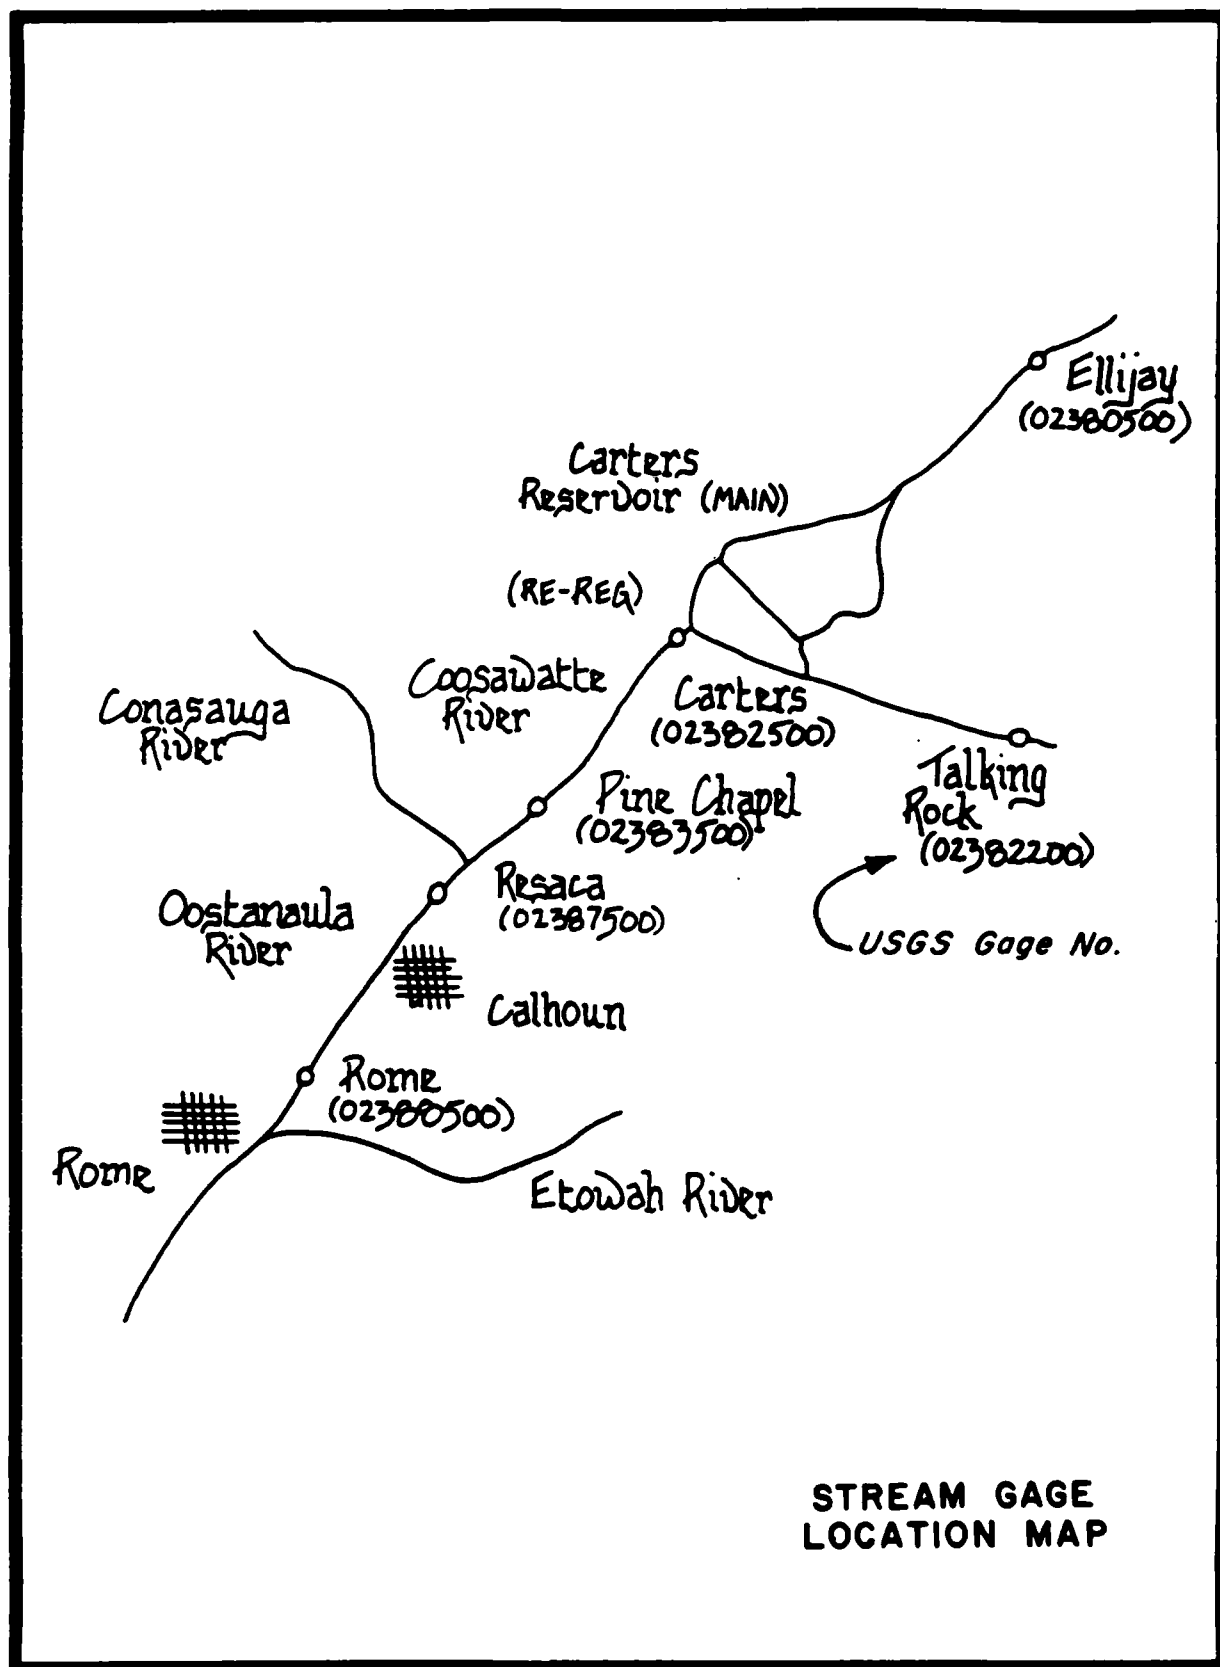 Ellijay
(02380500)
Carters
Reservoir (MAIN)
(RE-REG)
Coosawatte
River
Conasauga
River
Carters
(02382500)
Talking
Rock
(02382200)
Pine Chapel
(02383500)
Resaca
(02387500)
USGS Gage No.
Oostanaula
River
Calhoun
Rome
(02388500)
Rome
Etowah River
STREAM GAGE
LOCATION MAP